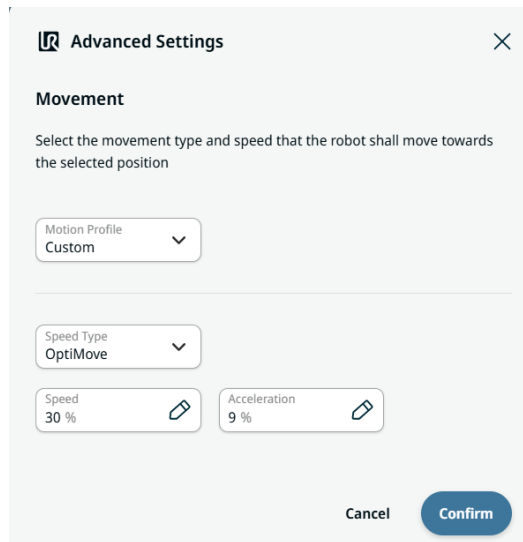 UR Advanced Settings
Movement
Select the movement type and speed that the robot shall move towards
the selected position
Motion Profile
Custom
Speed Type
OptiMove
Speed
30 %
Acceleration
9 %
Cancel
Confirm